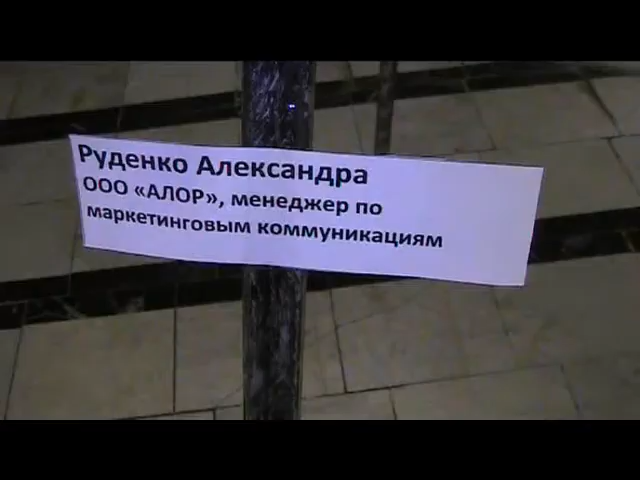 Руденко Александра
ООО «АЛОР», менеджер по
маркетинговым коммуникациям